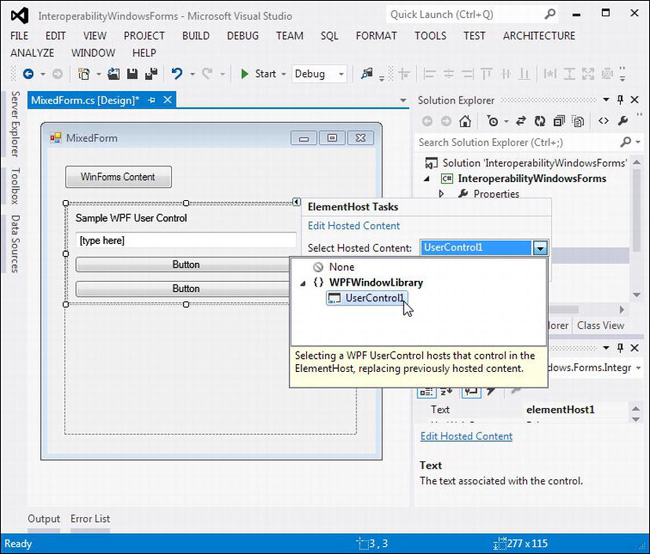 InteroperabilityWindowsForms - Microsoft Visual Studio
Quick Launch (Ctrl+Q)
FILE EDIT VIEW PROJECT BUILD DEBUG TEAM SQL FORMAT TOOLS TEST ARCHITECTURE
ANALYZE WINDOW HELP
Start Debug
Server Explorer
Toolbox
Data Sources
MixedForm.cs [Design]*
MixedForm
WinForms Content
Sample WPF User Control
[type here]
Button
Button
ElementHost Tasks
Edit Hosted Content
Select Hosted Content: UserControl1
None
{ } WPFWindowLibrary
UserControl1
Selecting a WPF UserControl hosts that control in the
ElementHost, replacing previously hosted content.
Solution Explorer
Search Solution Explorer (Ctrl+;)
Solution 'InteroperabilityWindowsForms'
C# InteroperabilityWindowsForms
Properties
Class View
Text elementHost1
Edit Hosted Content
Text
The text associated with the control.
Output Error List
Ready 3 , 3 277 x 115